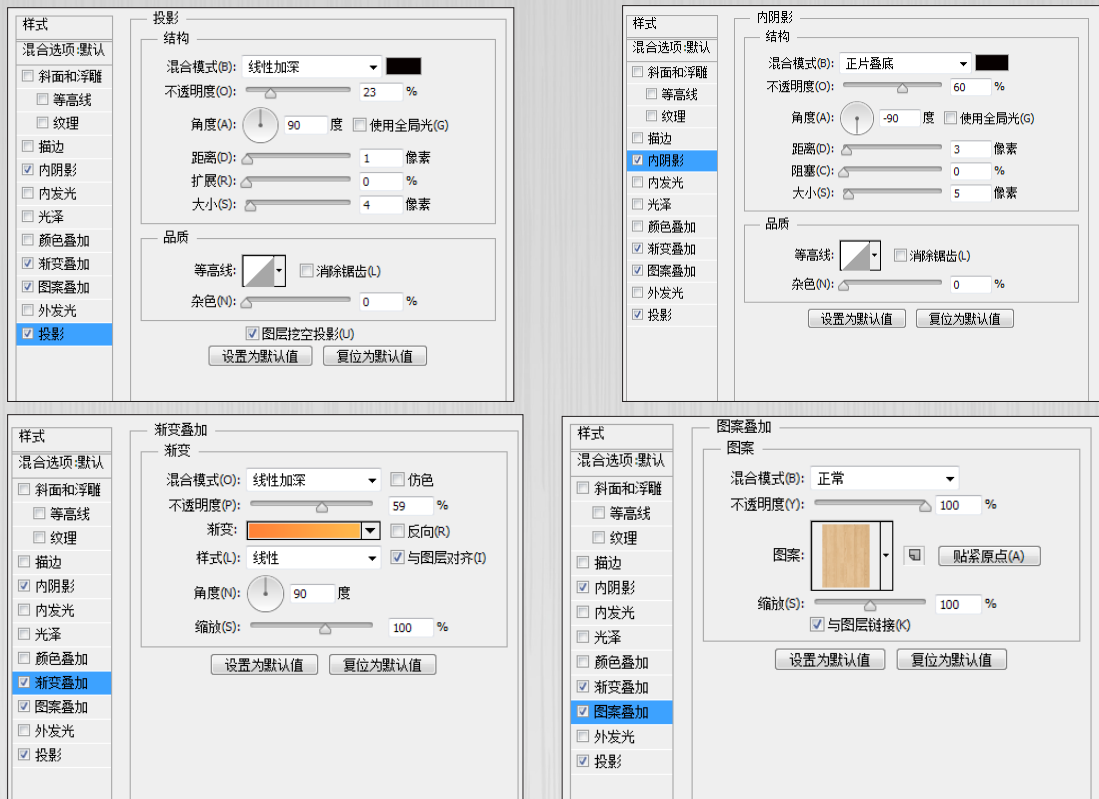 样式
混合选项:默认
斜面和浮雕
等高线
纹理
描边
内阴影
内发光
光泽
颜色叠加
渐变叠加
图案叠加
外发光
投影
投影
结构
混合模式(B): 线性加深
不透明度(O): 23 %
角度(A): 90 度 使用全局光(G)
距离(D): 1 像素
扩展(R): 0 %
大小(S): 4 像素
品质
等高线: 消除锯齿(L)
杂色(N): 0 %
图层挖空投影(U)
设置为默认值 复位为默认值
样式
混合选项:默认
斜面和浮雕
等高线
纹理
描边
内阴影
内发光
光泽
颜色叠加
渐变叠加
图案叠加
外发光
投影
内阴影
结构
混合模式(B): 正片叠底
不透明度(O): 60 %
角度(A): -90 度 使用全局光(G)
距离(D): 3 像素
阻塞(C): 0 %
大小(S): 5 像素
品质
等高线: 消除锯齿(L)
杂色(N): 0 %
设置为默认值 复位为默认值
样式
混合选项:默认
斜面和浮雕
等高线
纹理
描边
内阴影
内发光
光泽
颜色叠加
渐变叠加
图案叠加
外发光
投影
渐变叠加
渐变
混合模式(O): 线性加深 仿色
不透明度(P): 59 %
渐变: 反向(R)
样式(L): 线性 与图层对齐(I)
角度(N): 90 度
缩放(S): 100 %
设置为默认值 复位为默认值
样式
混合选项:默认
斜面和浮雕
等高线
纹理
描边
内阴影
内发光
光泽
颜色叠加
渐变叠加
图案叠加
外发光
投影
图案叠加
图案
混合模式(B): 正常
不透明度(Y): 100 %
图案: 贴紧原点(A)
缩放(S): 100 %
与图层链接(K)
设置为默认值 复位为默认值